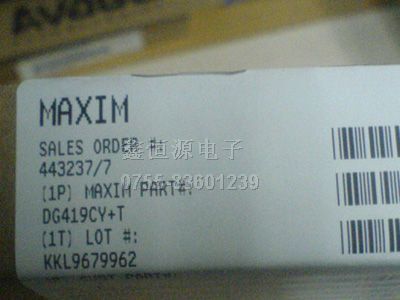 MAXIM
SALES ORDER #:
443237/7
(1P) MAXIM PART#:
DG419CY+T
(1T) LOT #:
KKL9679962
鑫恒源电子
0755-83601239